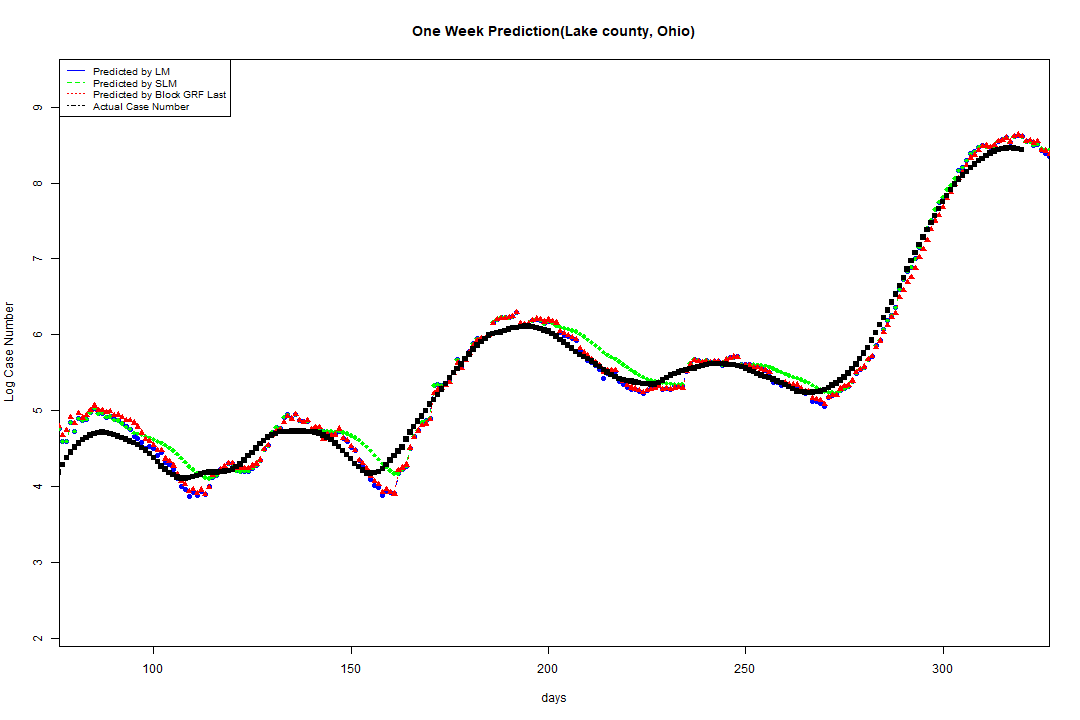 One Week Prediction(Lake county, Ohio)
Predicted by LM
Predicted by SLM
Predicted by Block GRF Last
Actual Case Number
Log Case Number
9
8
7
6
5
4
3
2
100 150 200 250 300
days